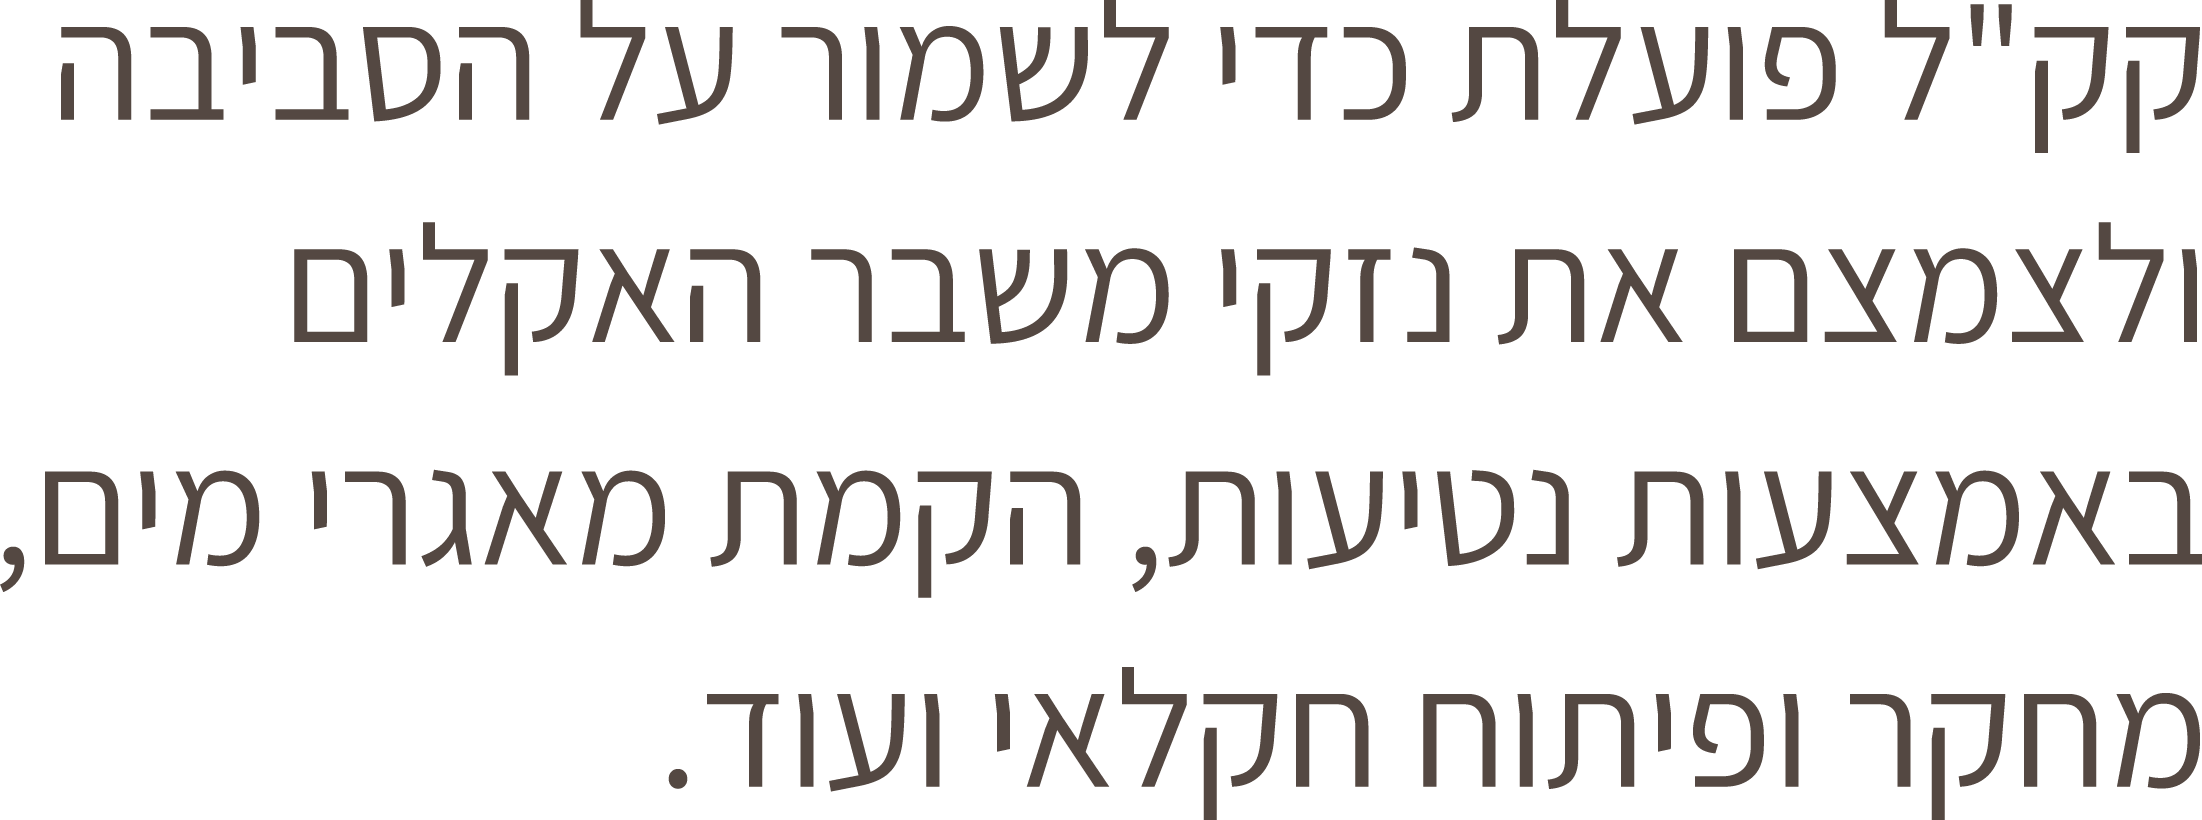 קק"ל פועלת כדי לשמור על הסביבה
ולצמצם את נזקי משבר האקלים
באמצעות נטיעות, הקמת מאגרי מים,
מחקר ופיתוח חקלאי ועוד.